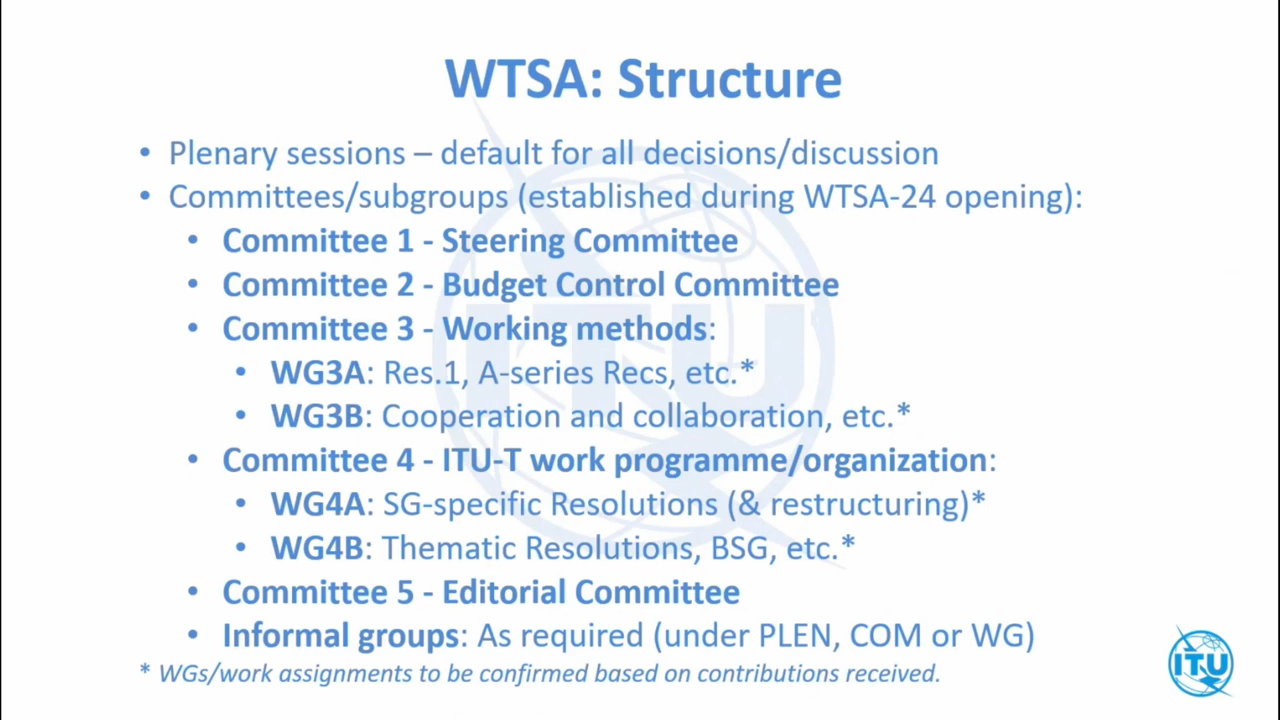 WTSA: Structure
• Plenary sessions – default for all decisions/discussion
• Committees/subgroups (established during WTSA-24 opening):
• Committee 1 - Steering Committee
• Committee 2 - Budget Control Committee
• Committee 3 - Working methods:
• WG3A: Res.1, A-series Recs, etc.*
• WG3B: Cooperation and collaboration, etc.*
• Committee 4 - ITU-T work programme/organization:
• WG4A: SG-specific Resolutions (& restructuring)*
• WG4B: Thematic Resolutions, BSG, etc.*
• Committee 5 - Editorial Committee
• Informal groups: As required (under PLEN, COM or WG)
* WGs/work assignments to be confirmed based on contributions received.
ITU
ITU